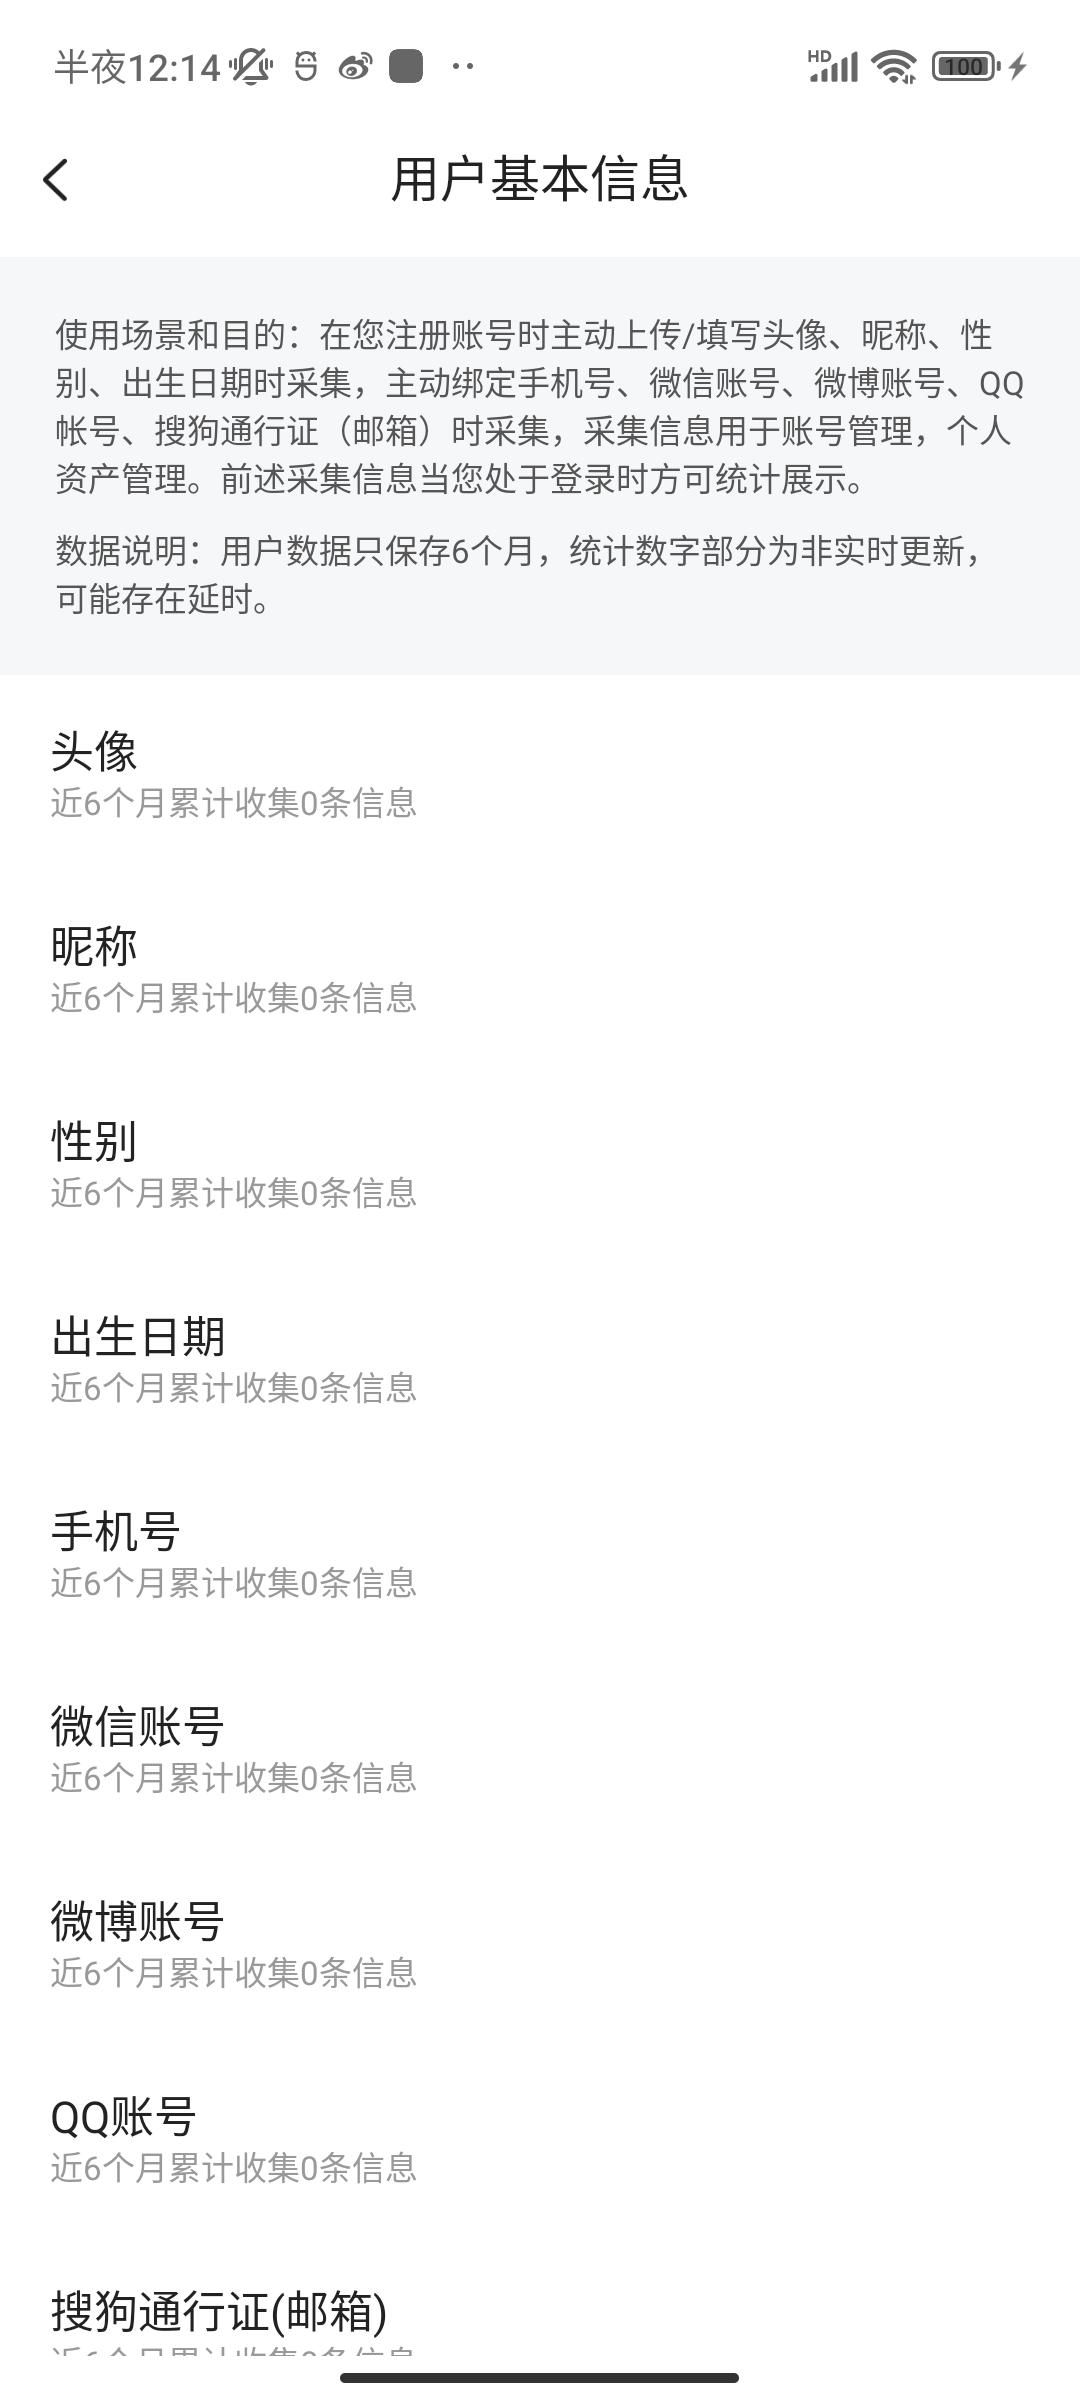 半夜12:14
HD
100
用户基本信息
使用场景和目的：在您注册账号时主动上传/填写头像、昵称、性
别、出生日期时采集，主动绑定手机号、微信账号、微博账号、QQ
帐号、搜狗通行证（邮箱）时采集，采集信息用于账号管理，个人
资产管理。前述采集信息当您处于登录时方可统计展示。
数据说明：用户数据只保存6个月，统计数字部分为非实时更新，
可能存在延时。
头像
近6个月累计收集0条信息
昵称
近6个月累计收集0条信息
性别
近6个月累计收集0条信息
出生日期
近6个月累计收集0条信息
手机号
近6个月累计收集0条信息
微信账号
近6个月累计收集0条信息
微博账号
近6个月累计收集0条信息
QQ账号
近6个月累计收集0条信息
搜狗通行证(邮箱)
近6个月累计收集0条信息